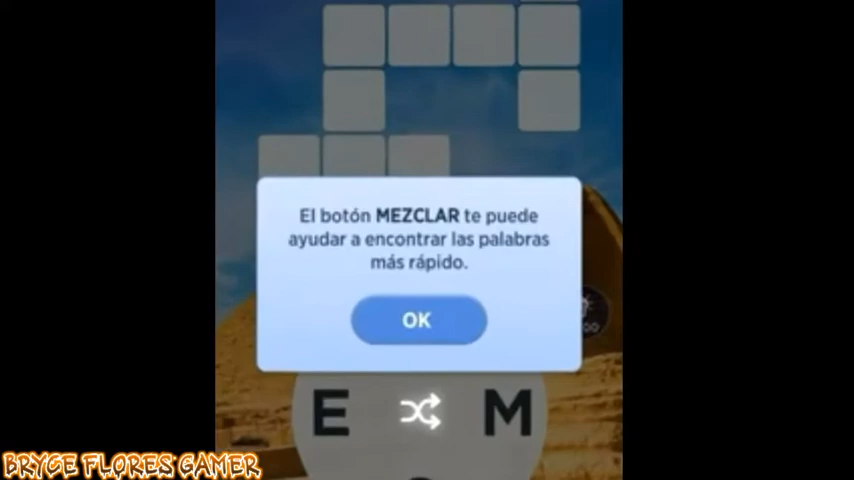 El botón MEZCLAR te puede
ayudar a encontrar las palabras
más rápido.
OK
E M
BRYCE FLORES GAMER